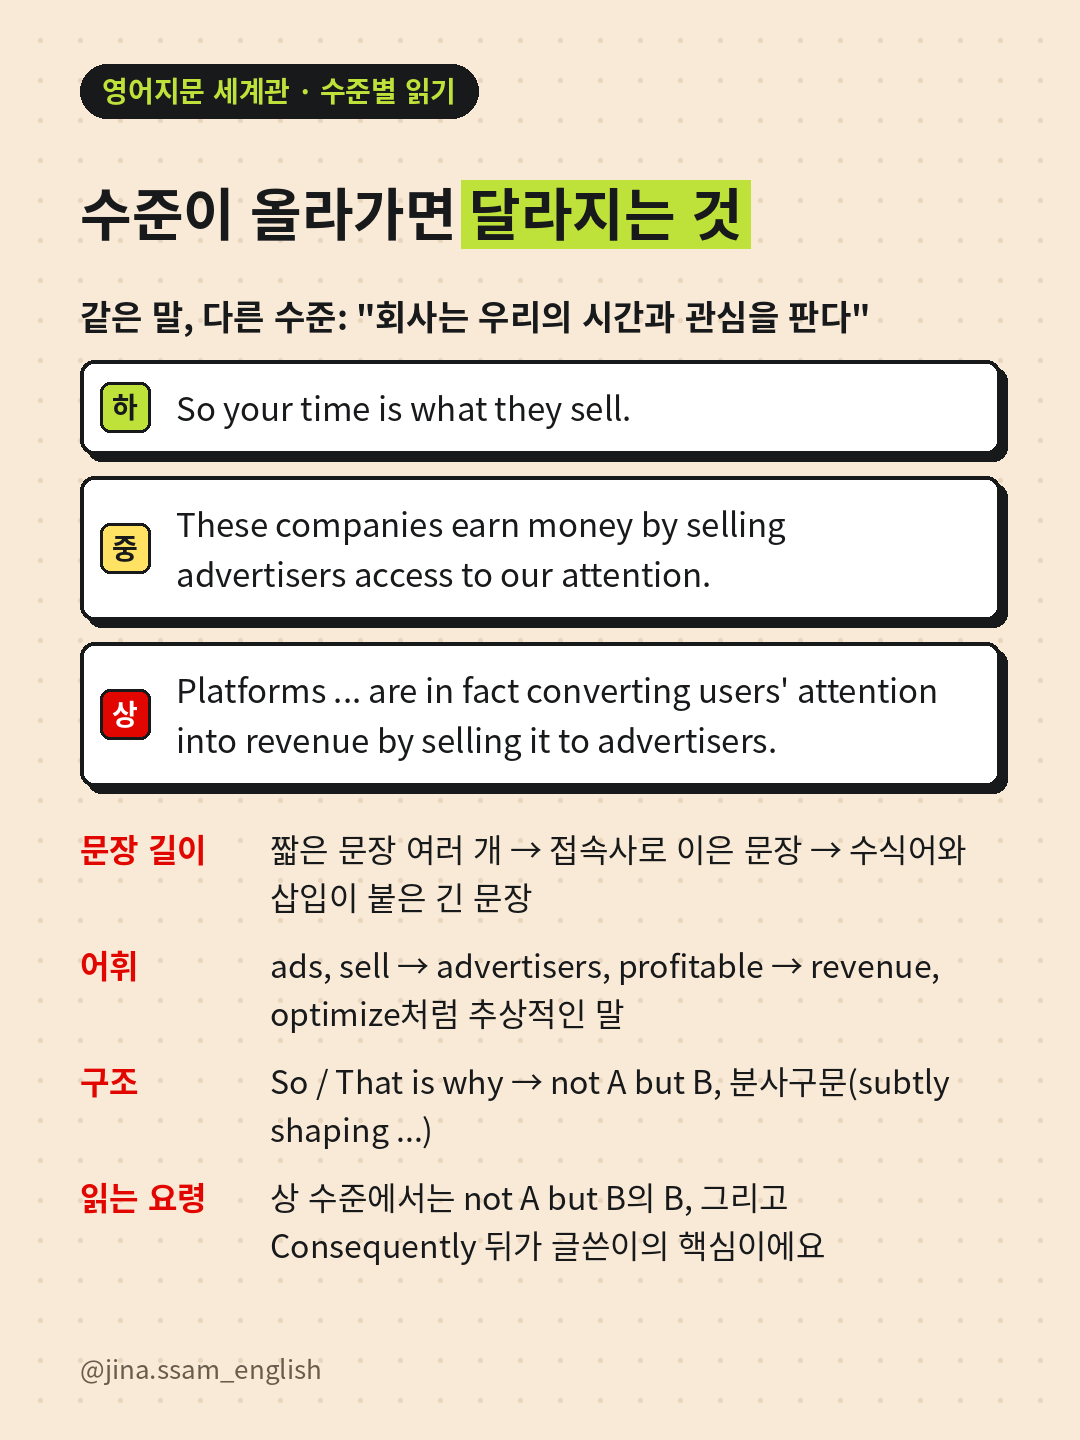 영어지문 세계관 · 수준별 읽기
수준이 올라가면 달라지는 것
같은 말, 다른 수준: "회사는 우리의 시간과 관심을 판다"
하 So your time is what they sell.
중 These companies earn money by selling
advertisers access to our attention.
상 Platforms ... are in fact converting users' attention
into revenue by selling it to advertisers.
문장 길이 짧은 문장 여러 개 → 접속사로 이은 문장 → 수식어와
삽입이 붙은 긴 문장
어휘 ads, sell → advertisers, profitable → revenue,
optimize처럼 추상적인 말
구조 So / That is why → not A but B, 분사구문(subtly
shaping ...)
읽는 요령 상 수준에서는 not A but B의 B, 그리고
Consequently 뒤가 글쓴이의 핵심이에요
@jina.ssam_english